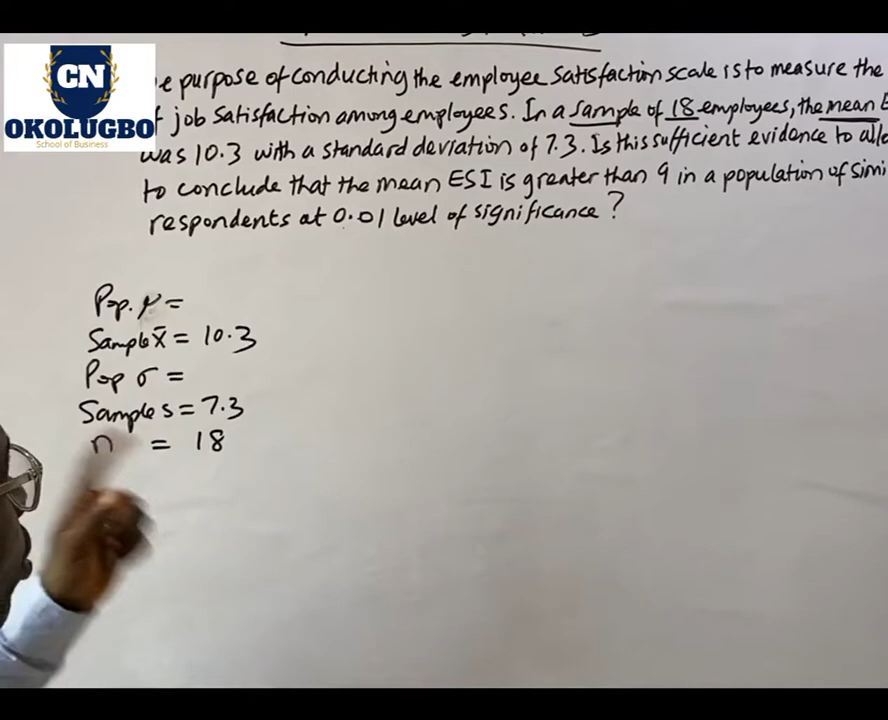 CN
OKOLUGBO
School of Business
e purpose of conducting the employee satisfaction scale is to measure the
f job satisfaction among employees. In a sample of 18 employees, the mean E
was 10.3 with a standard deviation of 7.3. Is this sufficient evidence to all
to conclude that the mean ESI is greater than 9 in a population of simi
respondents at 0.01 level of significance?
Pop. μ =
Sample x̄ = 10.3
Pop σ =
Sample s = 7.3
n = 18